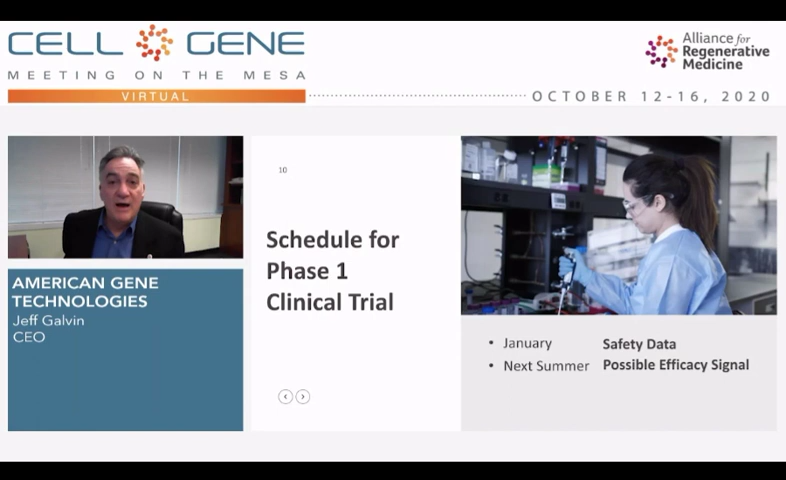 CELL GENE
MEETING ON THE MESA
VIRTUAL
Alliance for
Regenerative
Medicine
OCTOBER 12-16, 2020
AMERICAN GENE
TECHNOLOGIES
Jeff Galvin
CEO
10
Schedule for
Phase 1
Clinical Trial
• January Safety Data
• Next Summer Possible Efficacy Signal